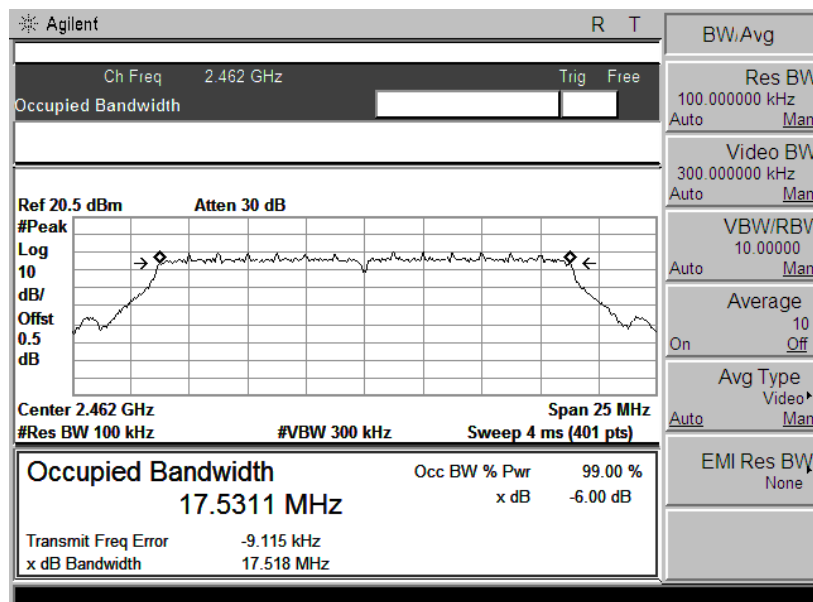 Agilent R T
BW/Avg
Ch Freq 2.462 GHz Trig Free
Occupied Bandwidth
Res BW
100.000000 kHz
Auto Man
Video BW
300.000000 kHz
Auto Man
VBW/RBW
10.00000
Auto Man
Average
10
On Off
Avg Type
Video
Auto Man
EMI Res BW
None
Ref 20.5 dBm Atten 30 dB
#Peak
Log
10
dB/
Offst
0.5
dB
Center 2.462 GHz Span 25 MHz
#Res BW 100 kHz #VBW 300 kHz Sweep 4 ms (401 pts)
Occupied Bandwidth
17.5311 MHz
Occ BW % Pwr 99.00 %
x dB -6.00 dB
Transmit Freq Error -9.115 kHz
x dB Bandwidth 17.518 MHz